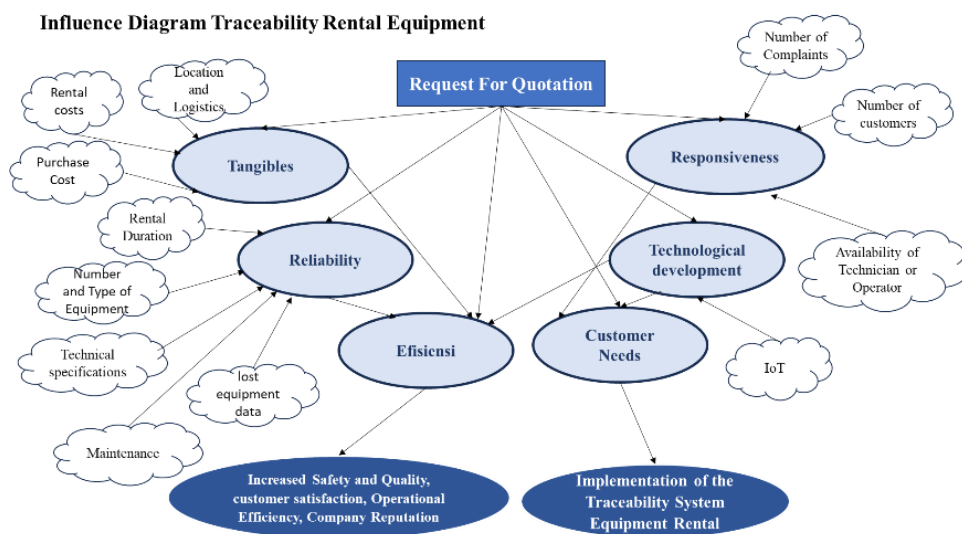 Influence Diagram Traceability Rental Equipment
Number of
Complaints
Location
and
Logistics
Rental
costs
Request For Quotation
Number of
customers
Tangibles
Responsiveness
Purchase
Cost
Rental
Duration
Reliability
Technological
development
Availability of
Technician or
Operator
Number
and Type of
Equipment
Technical
specifications
Efisiensi
Customer
Needs
IoT
lost
equipment
data
Maintenance
Increased Safety and Quality,
customer satisfaction, Operational
Efficiency, Company Reputation
Implementation of the
Traceability System
Equipment Rental